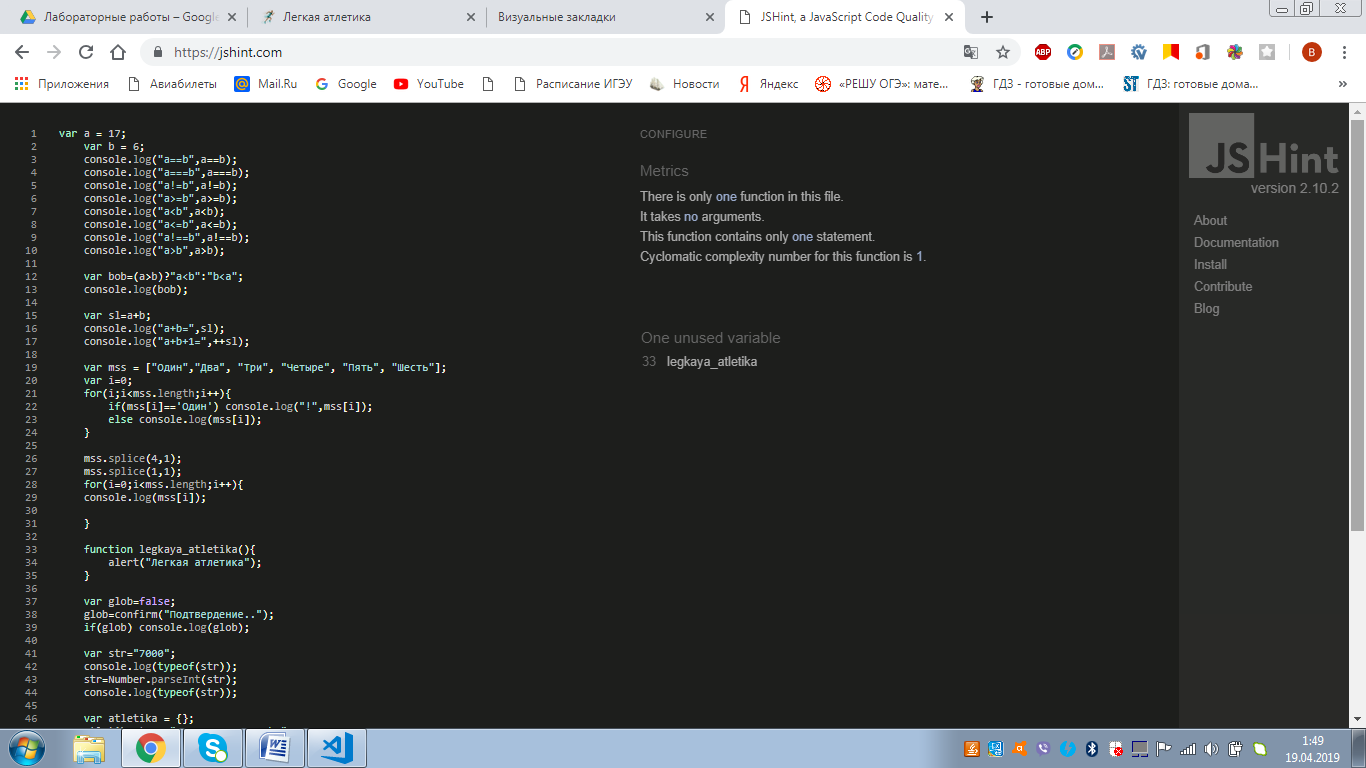 Лабораторные работы – Google
Легкая атлетика
Визуальные закладки
JSHint, a JavaScript Code Quality
https://jshint.com
ABP
B
Приложения
Авиабилеты
Mail.Ru
Google
YouTube
Расписание ИГЭУ
Новости
Яндекс
«РЕШУ ОГЭ»: мате...
ГДЗ - готовые дом...
ГДЗ: готовые дома...
»
1 var a = 17;
2 var b = 6;
3 console.log("a==b",a==b);
4 console.log("a===b",a===b);
5 console.log("a!=b",a!=b);
6 console.log("a>=b",a>=b);
7 console.log("a<b",a<b);
8 console.log("a<=b",a<=b);
9 console.log("a!==b",a!==b);
10 console.log("a>b",a>b);
11
12 var bob=(a>b)?"a<b":"b<a";
13 console.log(bob);
14
15 var sl=a+b;
16 console.log("a+b=",sl);
17 console.log("a+b+1=",++sl);
18
19 var mss = ["Один","Два", "Три", "Четыре", "Пять", "Шесть"];
20 var i=0;
21 for(i;i<mss.length;i++){
22 if(mss[i]=='Один') console.log("!",mss[i]);
23 else console.log(mss[i]);
24 }
25
26 mss.splice(4,1);
27 mss.splice(1,1);
28 for(i=0;i<mss.length;i++){
29 console.log(mss[i]);
30
31 }
32
33 function legkaya_atletika(){
34 alert("Легкая атлетика");
35 }
36
37 var glob=false;
38 glob=confirm("Подтвердение..");
39 if(glob) console.log(glob);
40
41 var str="7000";
42 console.log(typeof(str));
43 str=Number.parseInt(str);
44 console.log(typeof(str));
45
46 var atletika = {};
CONFIGURE
Metrics
There is only one function in this file.
It takes no arguments.
This function contains only one statement.
Cyclomatic complexity number for this function is 1.
One unused variable
33 legkaya_atletika
JSHint
version 2.10.2
About
Documentation
Install
Contribute
Blog
1:49
19.04.2019